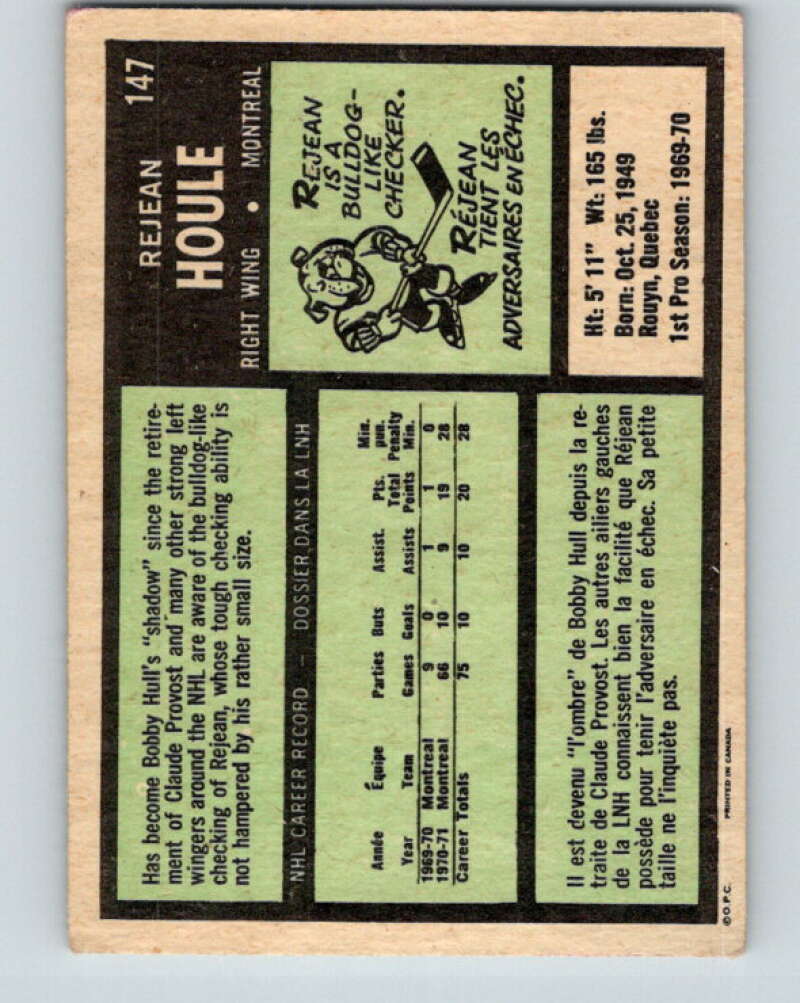 147
REJEAN
HOULE
RIGHT WING • MONTREAL
Has become Bobby Hull's "shadow" since the retire-
ment of Claude Provost and many other strong left
wingers around the NHL are aware of the bulldog-like
checking of Rejean, whose tough checking ability is
not hampered by his rather small size.
REJEAN
IS A
BULLDOG-
LIKE
CHECKER.
RÉJEAN
TIENT LES
ADVERSAIRES EN ÉCHEC.
NHL CAREER RECORD — DOSSIER DANS LA LNH
Année Équipe Parties Buts Assist. Pts. Total Min. pun.
Year Team Games Goals Assists Points Penalty Min.
1969-70 Montreal 9 0 1 1 0
1970-71 Montreal 66 10 9 19 28
Career Totals 75 10 10 20 28
Ht: 5' 11" Wt: 165 lbs.
Born: Oct. 25, 1949
Rouyn, Quebec
1st Pro Season: 1969-70
Il est devenu "l'ombre" de Bobby Hull depuis la re-
traite de Claude Provost. Les autres ailiers gauches
de la LNH connaissent bien la facilité que Réjean
possède pour tenir l'adversaire en échec. Sa petite
taille ne l'inquiète pas.
©O.P.C. PRINTED IN CANADA